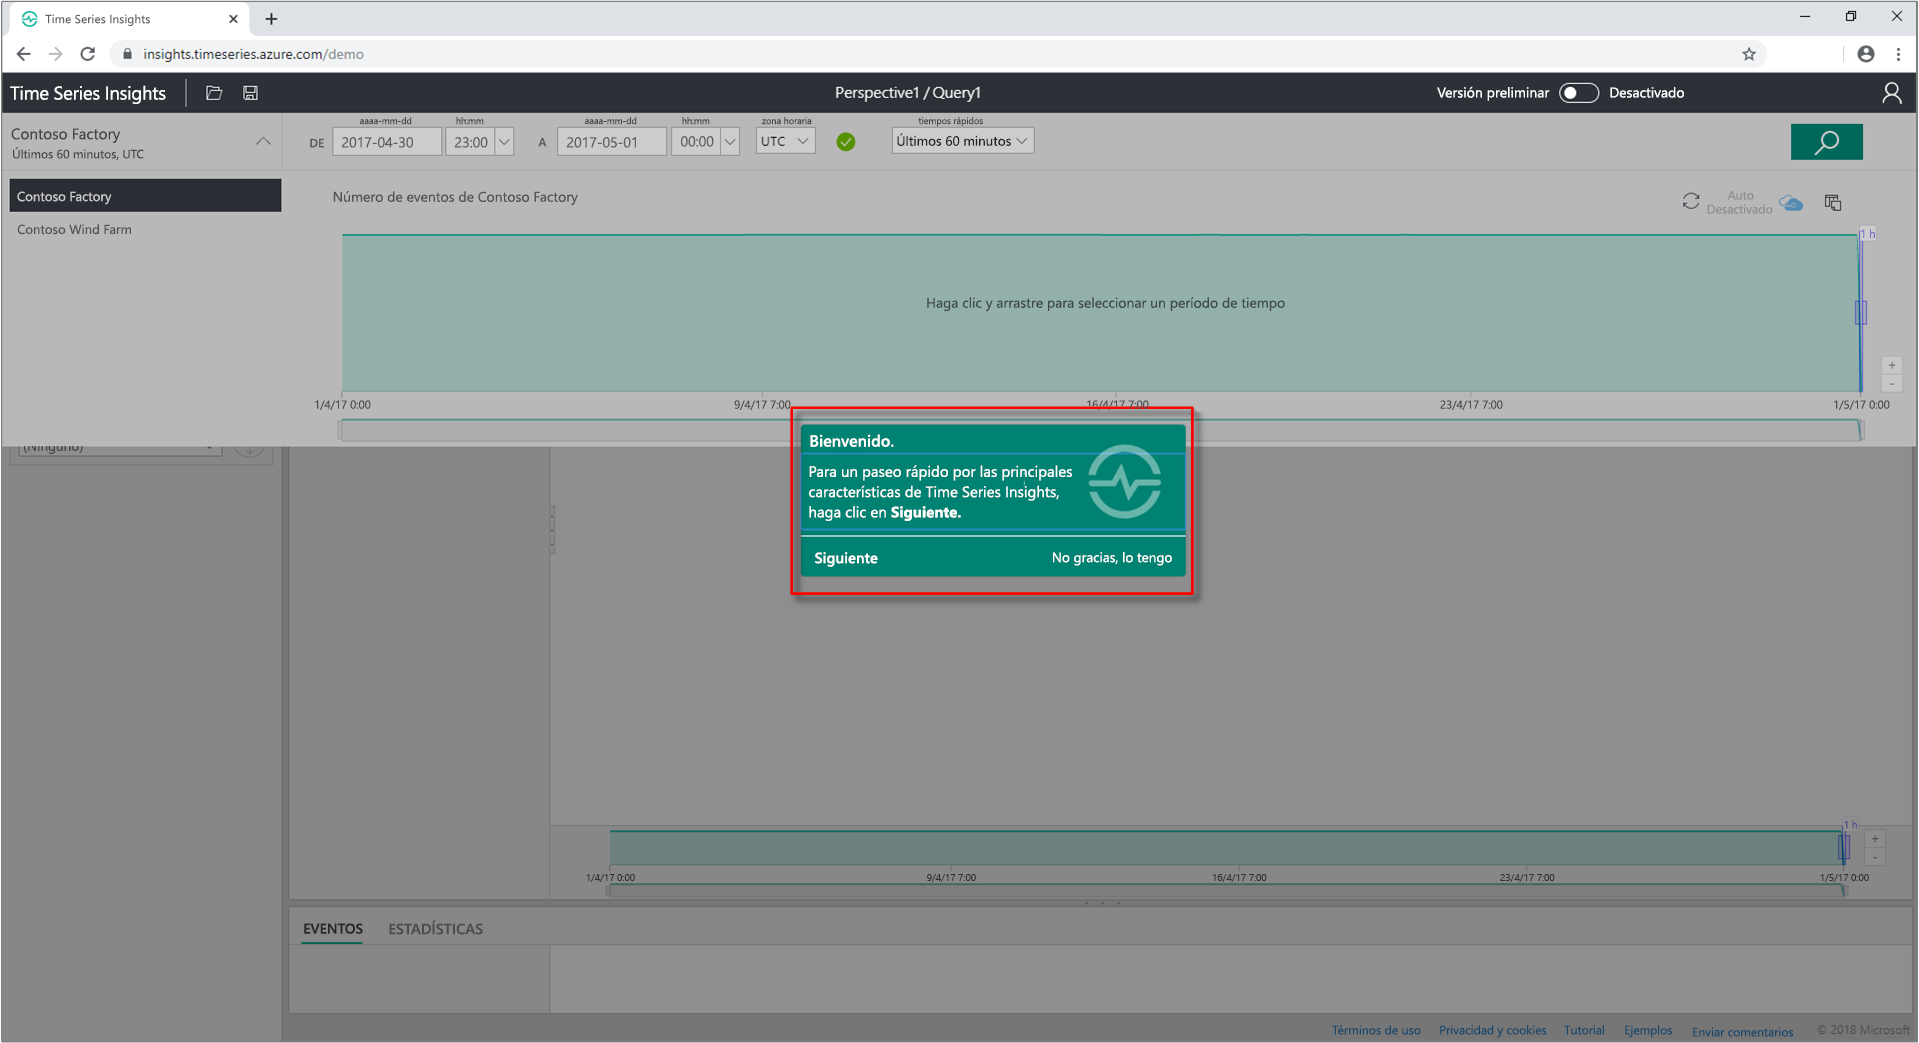 Time Series Insights
insights.timeseries.azure.com/demo
Time Series Insights
Perspective1 / Query1
Versión preliminar
Desactivado
Contoso Factory
Últimos 60 minutos, UTC
aaaa-mm-dd
hh:mm
aaaa-mm-dd
hh:mm
zona horaria
tiempos rápidos
DE
2017-04-30
23:00
A
2017-05-01
00:00
UTC
Últimos 60 minutos
Contoso Factory
Contoso Wind Farm
Número de eventos de Contoso Factory
Auto
Desactivado
1 h
Haga clic y arrastre para seleccionar un período de tiempo
+
-
1/4/17 0:00
9/4/17 7:00
16/4/17 7:00
23/4/17 7:00
1/5/17 0:00
(Ninguno)
Bienvenido.
Para un paseo rápido por las principales
características de Time Series Insights,
haga clic en Siguiente.
Siguiente
No gracias, lo tengo
1 h
+
-
1/4/17 0:00
9/4/17 7:00
16/4/17 7:00
23/4/17 7:00
1/5/17 0:00
EVENTOS
ESTADÍSTICAS
Términos de uso
Privacidad y cookies
Tutorial
Ejemplos
Enviar comentarios
© 2018 Microsoft